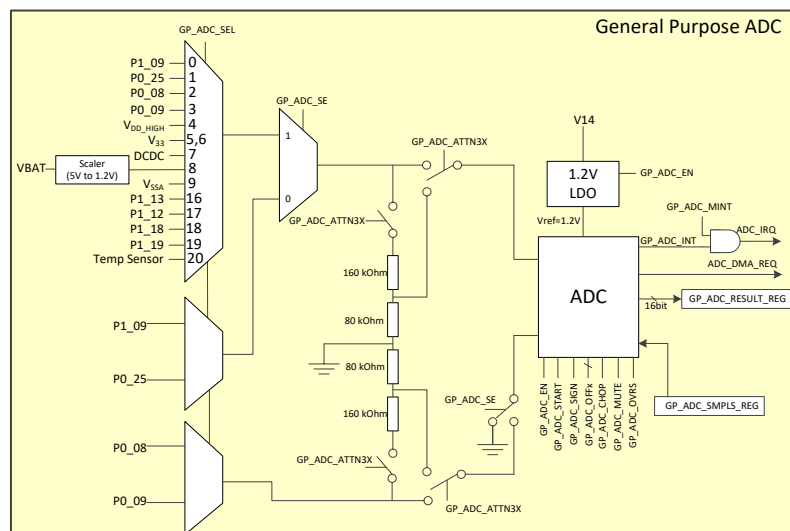 General Purpose ADC
GP_ADC_SEL
P1_09 0
P0_25 1
P0_08 2
P0_09 3
VDD_HIGH 4
V33 5,6
DCDC 7
VBAT
Scaler
(5V to 1.2V)
8
VSSA 9
P1_13 16
P1_12 17
P1_18 18
P1_19 19
Temp Sensor 20
P1_09
P0_25
P0_08
P0_09
GP_ADC_SE
1
0
GP_ADC_ATTN3X
GP_ADC_ATTN3X
160 kOhm
80 kOhm
80 kOhm
160 kOhm
GP_ADC_ATTN3X
GP_ADC_ATTN3X
GP_ADC_SE
V14
1.2V
LDO
GP_ADC_EN
Vref=1.2V
GP_ADC_MINT
GP_ADC_INT
ADC_IRQ
ADC_DMA_REQ
ADC
16bit
GP_ADC_RESULT_REG
GP_ADC_SMPLS_REG
GP_ADC_EN
GP_ADC_START
GP_ADC_SIGN
GP_ADC_OFFx
GP_ADC_CHOP
GP_ADC_MUTE
GP_ADC_OVRS